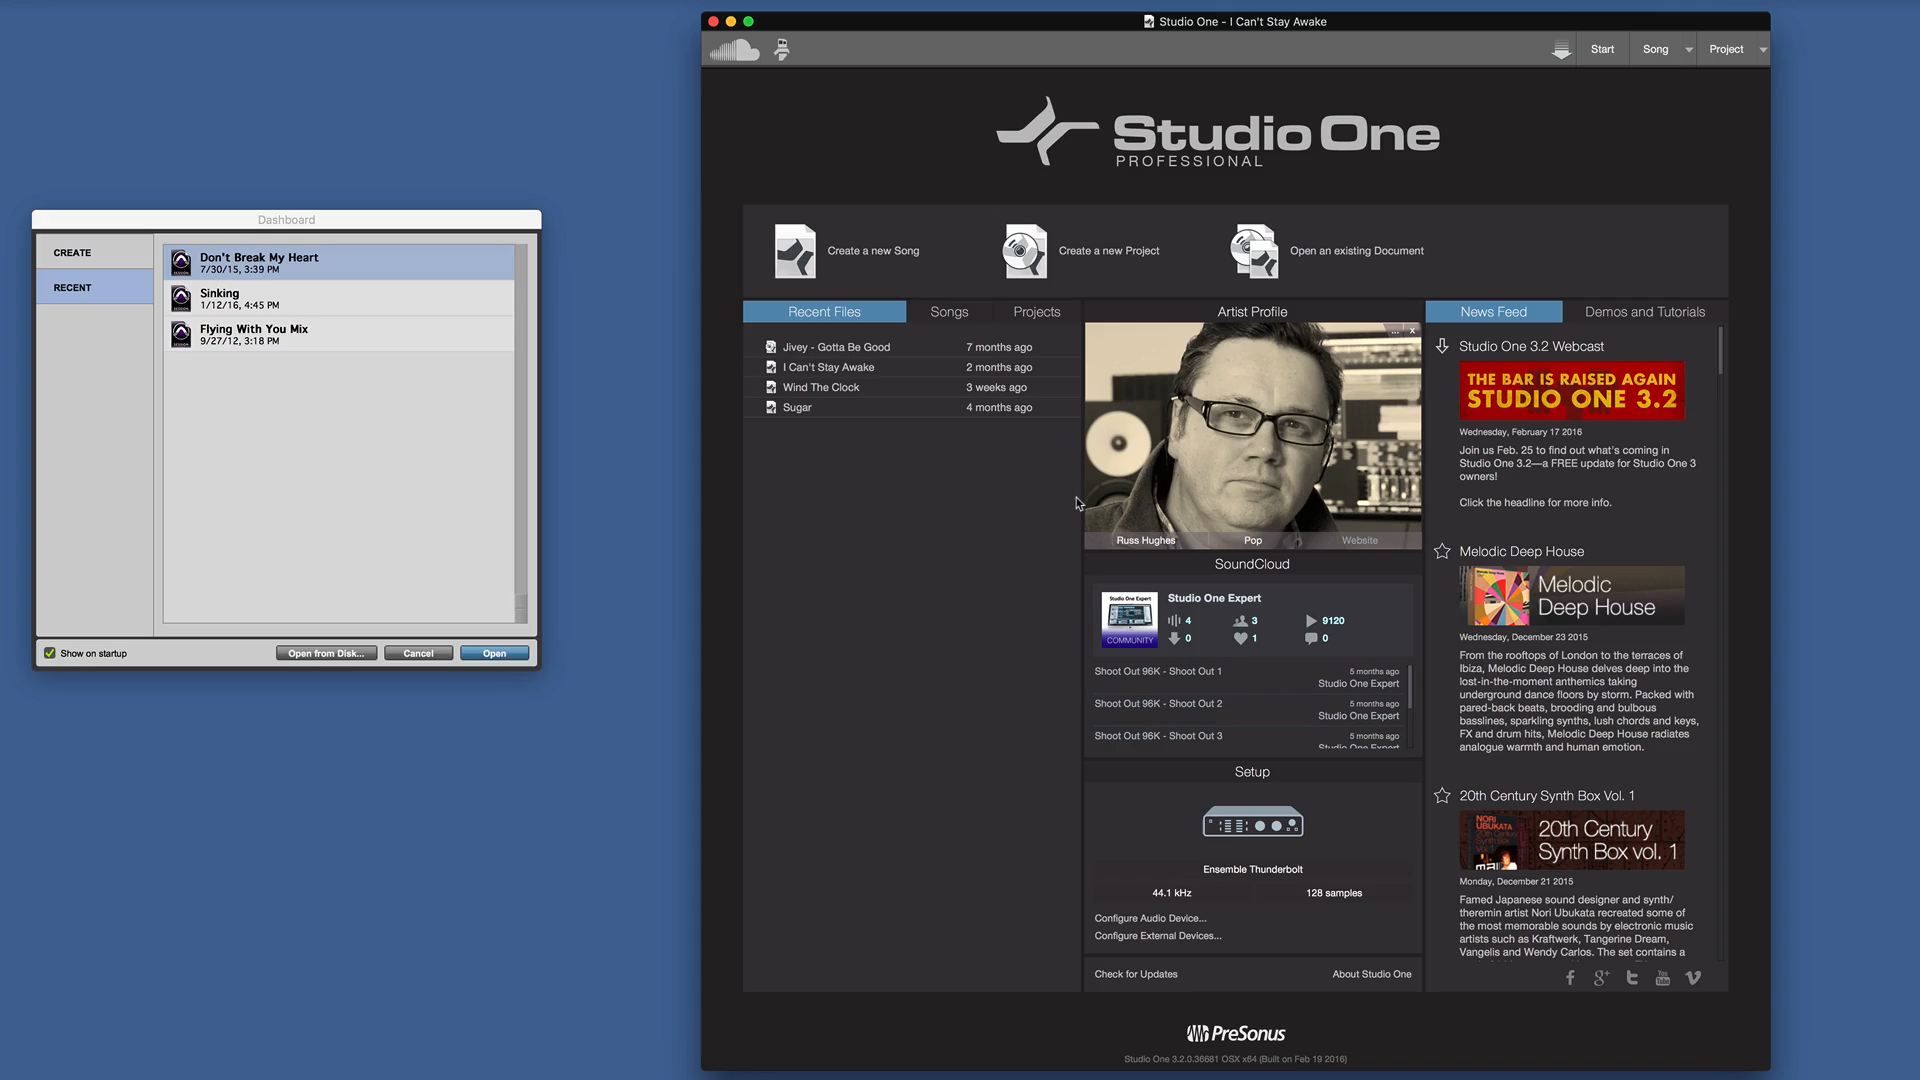 Dashboard
CREATE
RECENT
Don't Break My Heart
7/30/15, 3:39 PM
Sinking
1/12/16, 4:45 PM
Flying With You Mix
9/27/12, 3:18 PM
SESSION
SESSION
SESSION
Show on startup
Open from Disk...
Cancel
Open
Studio One - I Can't Stay Awake
Start
Song
Project
Studio One
PROFESSIONAL
Create a new Song
Create a new Project
Open an existing Document
Recent Files
Songs
Projects
Jivey - Gotta Be Good 7 months ago
I Can't Stay Awake 2 months ago
Wind The Clock 3 weeks ago
Sugar 4 months ago
Artist Profile
Russ Hughes
Pop
Website
SoundCloud
Studio One Expert
COMMUNITY
Studio One Expert
4 3 9120
0 1 0
Shoot Out 96K - Shoot Out 1 5 months ago
Studio One Expert
Shoot Out 96K - Shoot Out 2 5 months ago
Studio One Expert
Shoot Out 96K - Shoot Out 3 5 months ago
Studio One Expert
Setup
Ensemble Thunderbolt
44.1 kHz 128 samples
Configure Audio Device...
Configure External Devices...
Check for Updates
About Studio One
News Feed
Demos and Tutorials
Studio One 3.2 Webcast
THE BAR IS RAISED AGAIN
STUDIO ONE 3.2
Wednesday, February 17 2016
Join us Feb. 25 to find out what's coming in
Studio One 3.2—a FREE update for Studio One 3
owners!
Click the headline for more info.
Melodic Deep House
Melodic
Deep House
Wednesday, December 23 2015
From the rooftops of London to the terraces of
Ibiza, Melodic Deep House delves deep into the
lost-in-the-moment anthemics taking
underground dance floors by storm. Packed with
pared-back beats, brooding and bulbous
basslines, sparkling synths, lush chords and keys,
FX and drum hits, Melodic Deep House radiates
analogue warmth and human emotion.
20th Century Synth Box Vol. 1
NORI
UBUKATA
20th Century
Synth Box vol. 1
Monday, December 21 2015
Famed Japanese sound designer and synth/
theremin artist Nori Ubukata recreated some of
the most memorable sounds by electronic music
artists such as Kraftwerk, Tangerine Dream,
Vangelis and Wendy Carlos. The set contains a
PreSonus
Studio One 3.2.0.36681 OSX x64 (Built on Feb 19 2016)